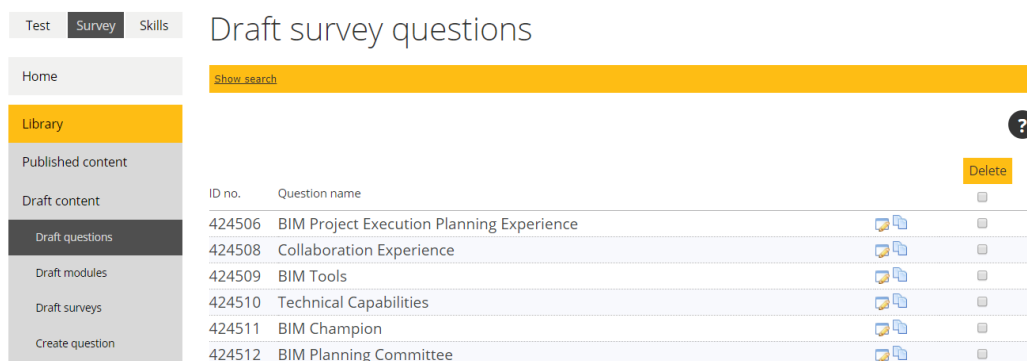 Test Survey Skills
Draft survey questions
Home
Show search
Library
?
Published content
Delete
Draft content
ID no. Question name
Draft questions
424506 BIM Project Execution Planning Experience
424508 Collaboration Experience
Draft modules
424509 BIM Tools
Draft surveys
424510 Technical Capabilities
424511 BIM Champion
Create question
424512 BIM Planning Committee